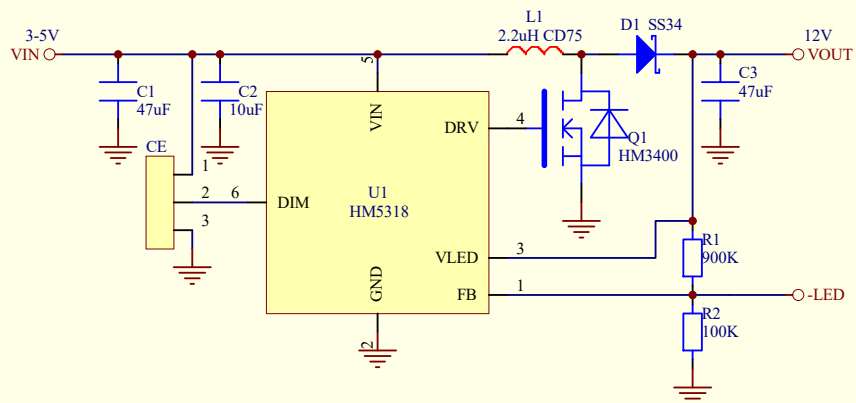 L1
2.2uH CD75
D1 SS34
3-5V
VIN
12V
VOUT
5
C1
47uF
C2
10uF
C3
47uF
VIN
DRV
4
Q1
HM3400
CE
1
2
3
6
DIM
U1
HM5318
VLED
3
R1
900K
GND
FB
1
-LED
R2
100K
2